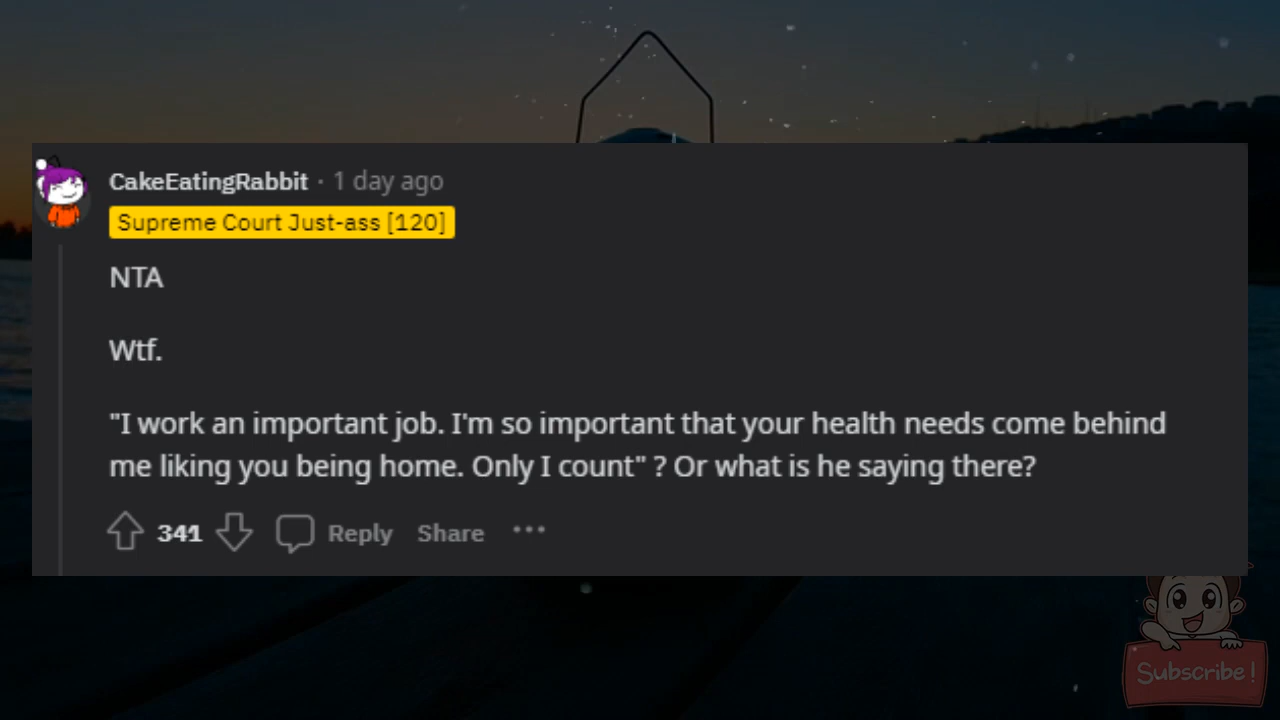 CakeEatingRabbit · 1 day ago
Supreme Court Just-ass [120]
NTA
Wtf.
"I work an important job. I'm so important that your health needs come behind
me liking you being home. Only I count" ? Or what is he saying there?
341 Reply Share ···
Subscribe!